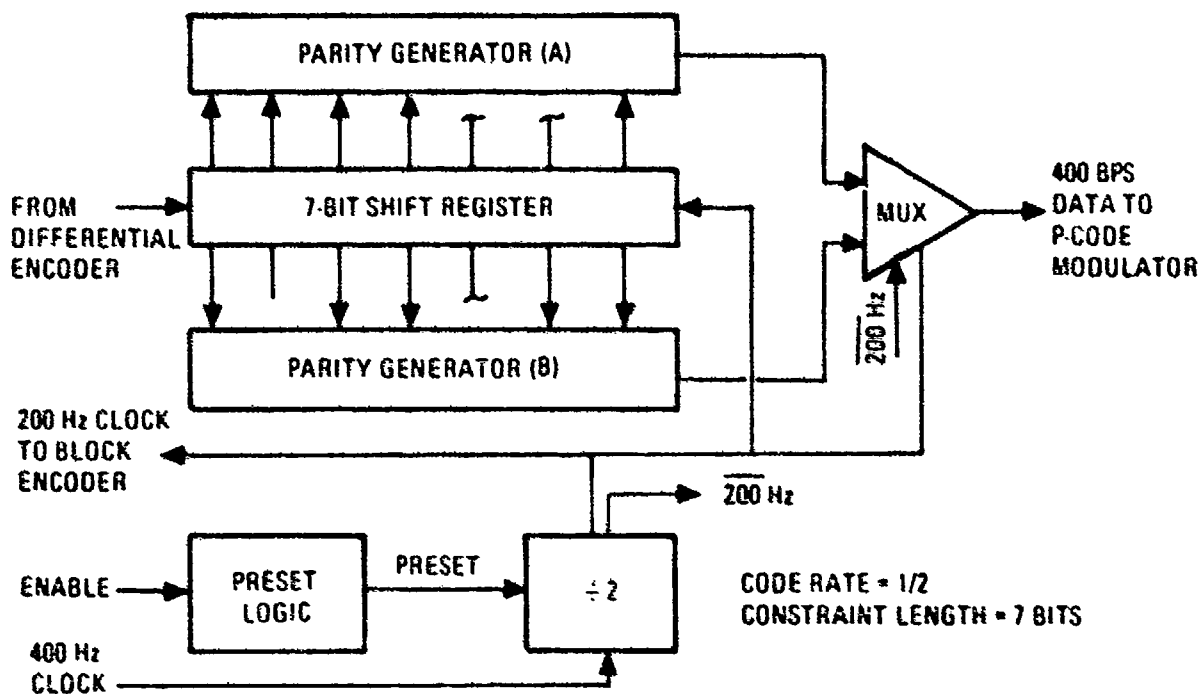 PARITY GENERATOR (A)
7-BIT SHIFT REGISTER
FROM
DIFFERENTIAL
ENCODER
MUX
400 BPS
DATA TO
P-CODE
MODULATOR
200 Hz
PARITY GENERATOR (B)
200 Hz CLOCK
TO BLOCK
ENCODER
200 Hz
ENABLE
PRESET
LOGIC
PRESET
÷ 2
CODE RATE = 1/2
CONSTRAINT LENGTH = 7 BITS
400 Hz
CLOCK